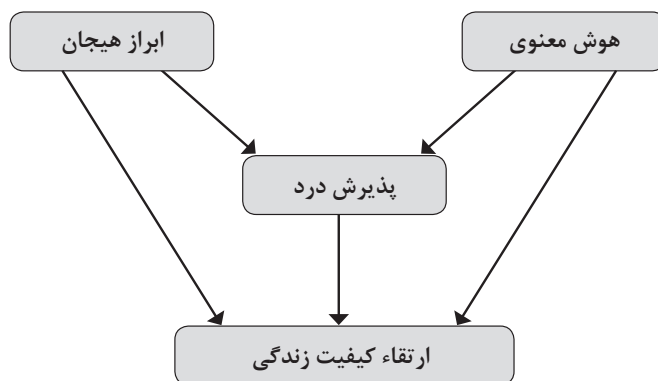 هوش معنوی
ابراز هیجان
پذیرش درد
ارتقاء کیفیت زندگی